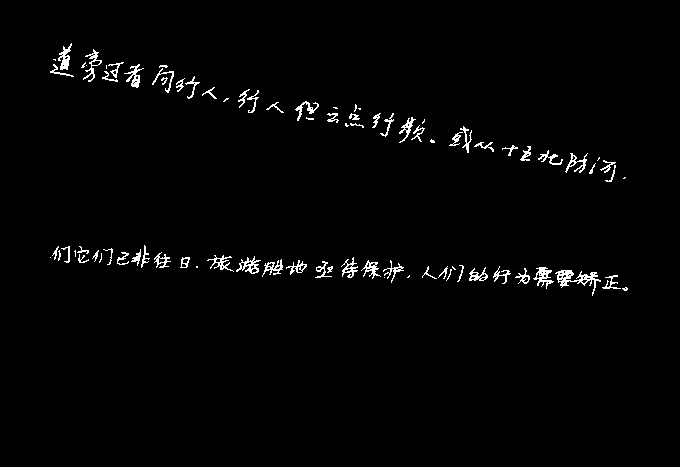 道旁过者问行人,行人但云点行频。或从十五北防河,
们它们已非往日.旅游胜地亟待保护,人们的行为需要矫正。